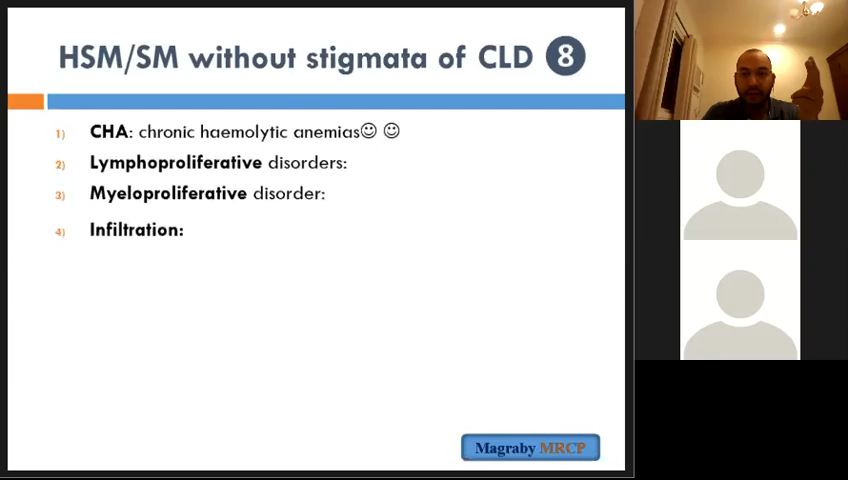 HSM/SM without stigmata of CLD 8
1) CHA: chronic haemolytic anemias☺ ☺
2) Lymphoproliferative disorders:
3) Myeloproliferative disorder:
4) Infiltration:
Magraby MRCP